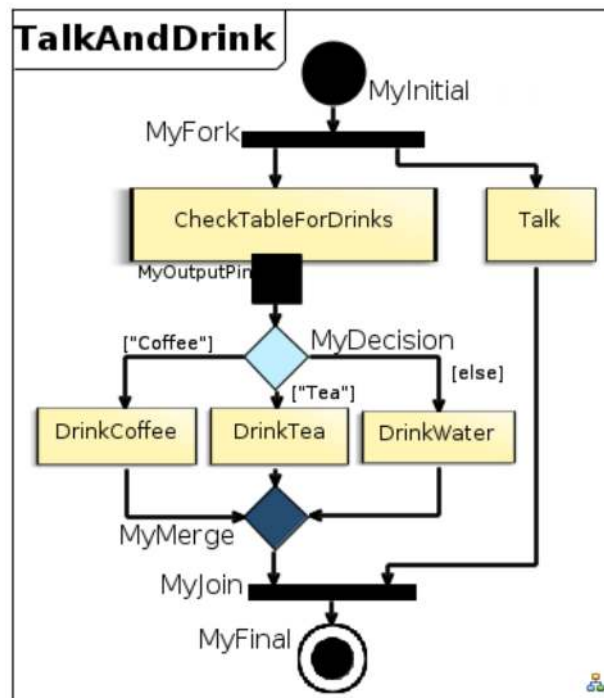 TalkAndDrink
MyInitial
MyFork
CheckTableForDrinks
Talk
MyOutputPin
MyDecision
["Coffee"]
["Tea"]
[else]
DrinkCoffee
DrinkTea
DrinkWater
MyMerge
MyJoin
MyFinal